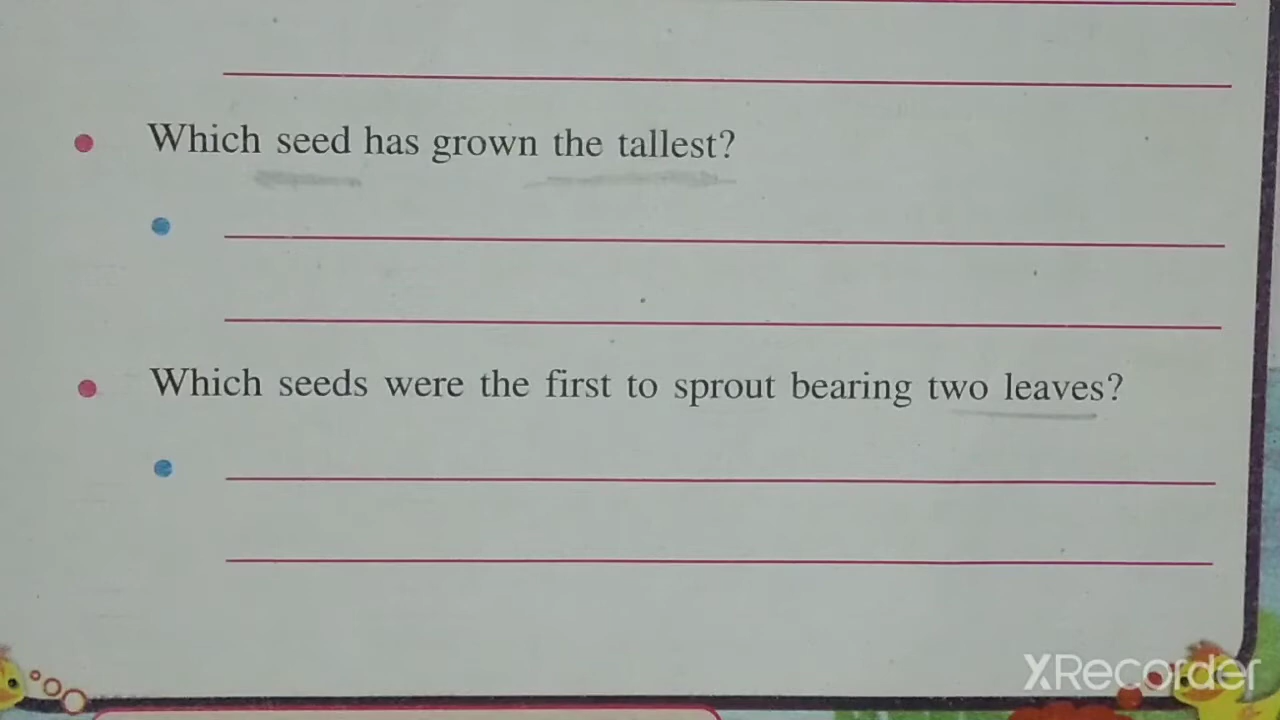 Which seed has grown the tallest?
Which seeds were the first to sprout bearing two leaves?
XRecorder